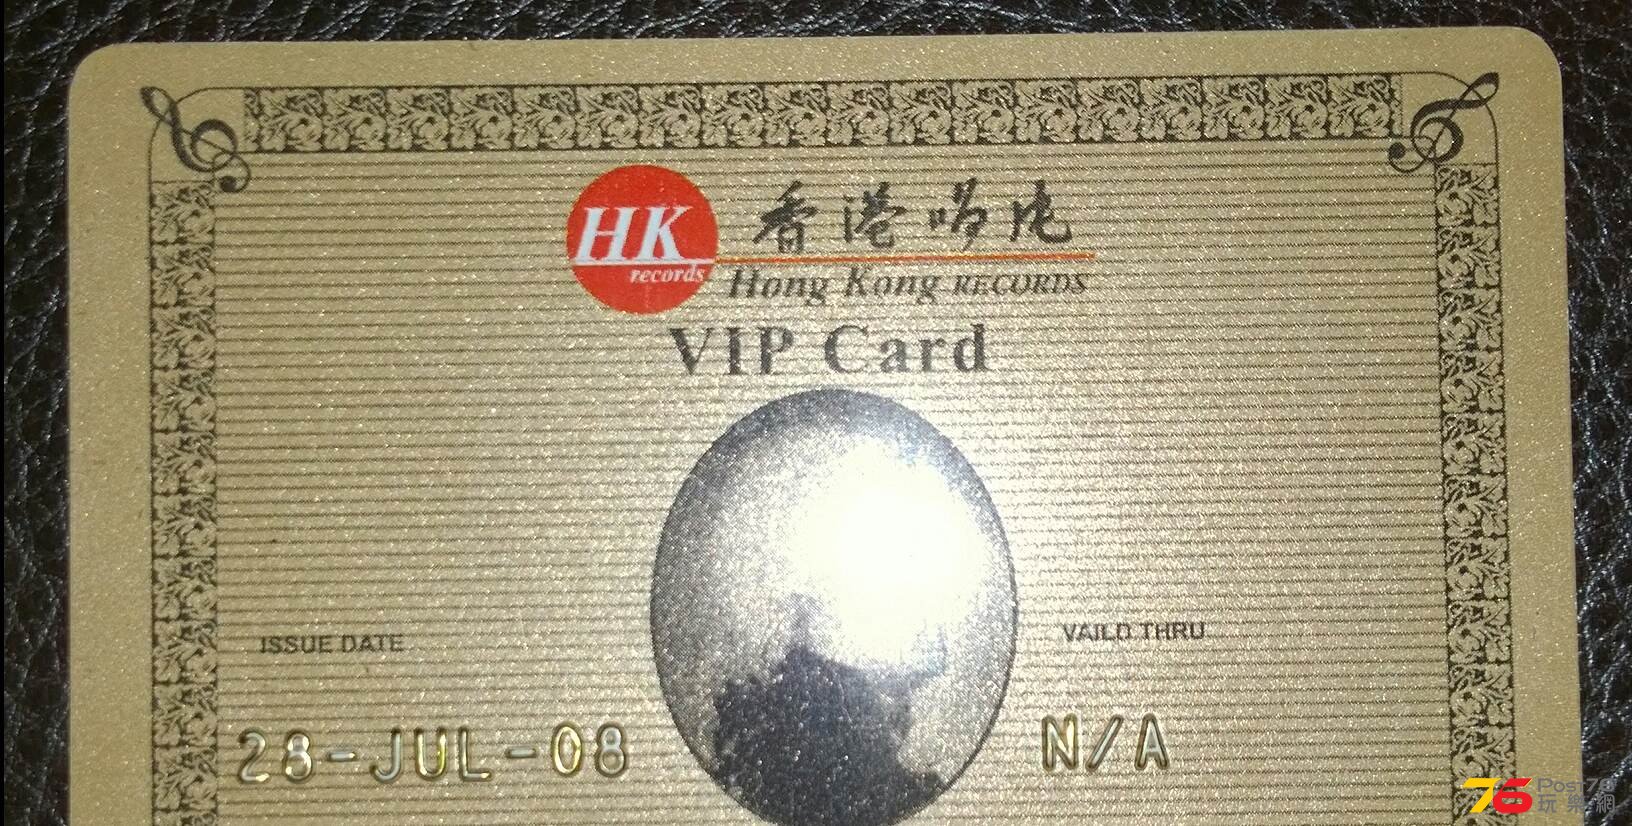 HK
records
香港唱片
Hong Kong RECORDS
VIP Card
ISSUE DATE
VAILD THRU
28-JUL-08
N/A
76 Post76
玩樂網